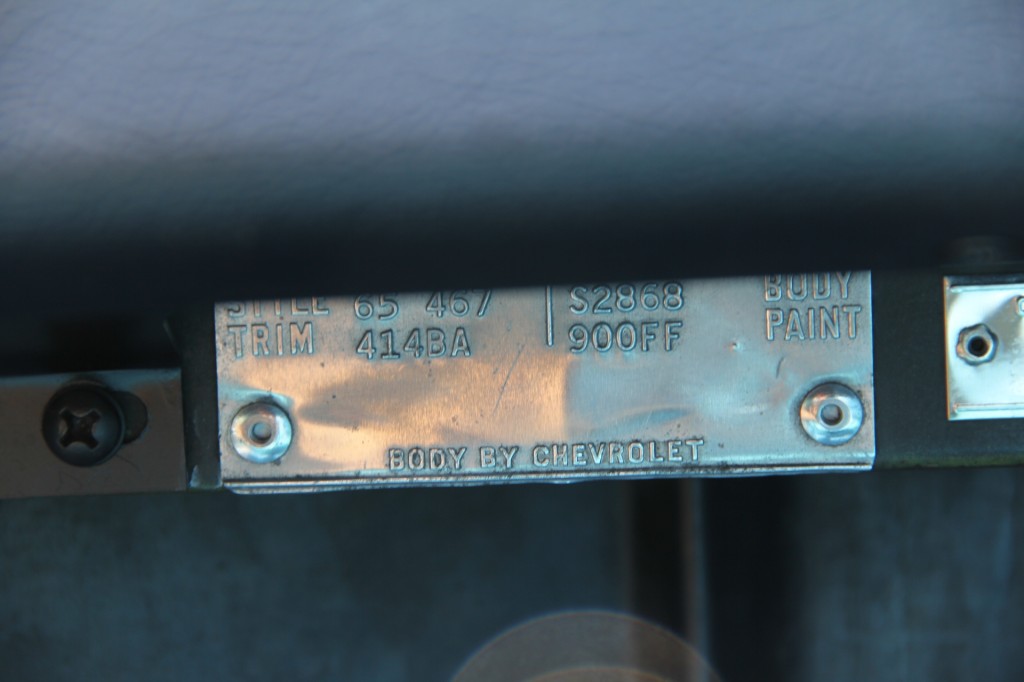 STYLE 65 467 S2868 BODY
TRIM 414BA 900FF PAINT
BODY BY CHEVROLET